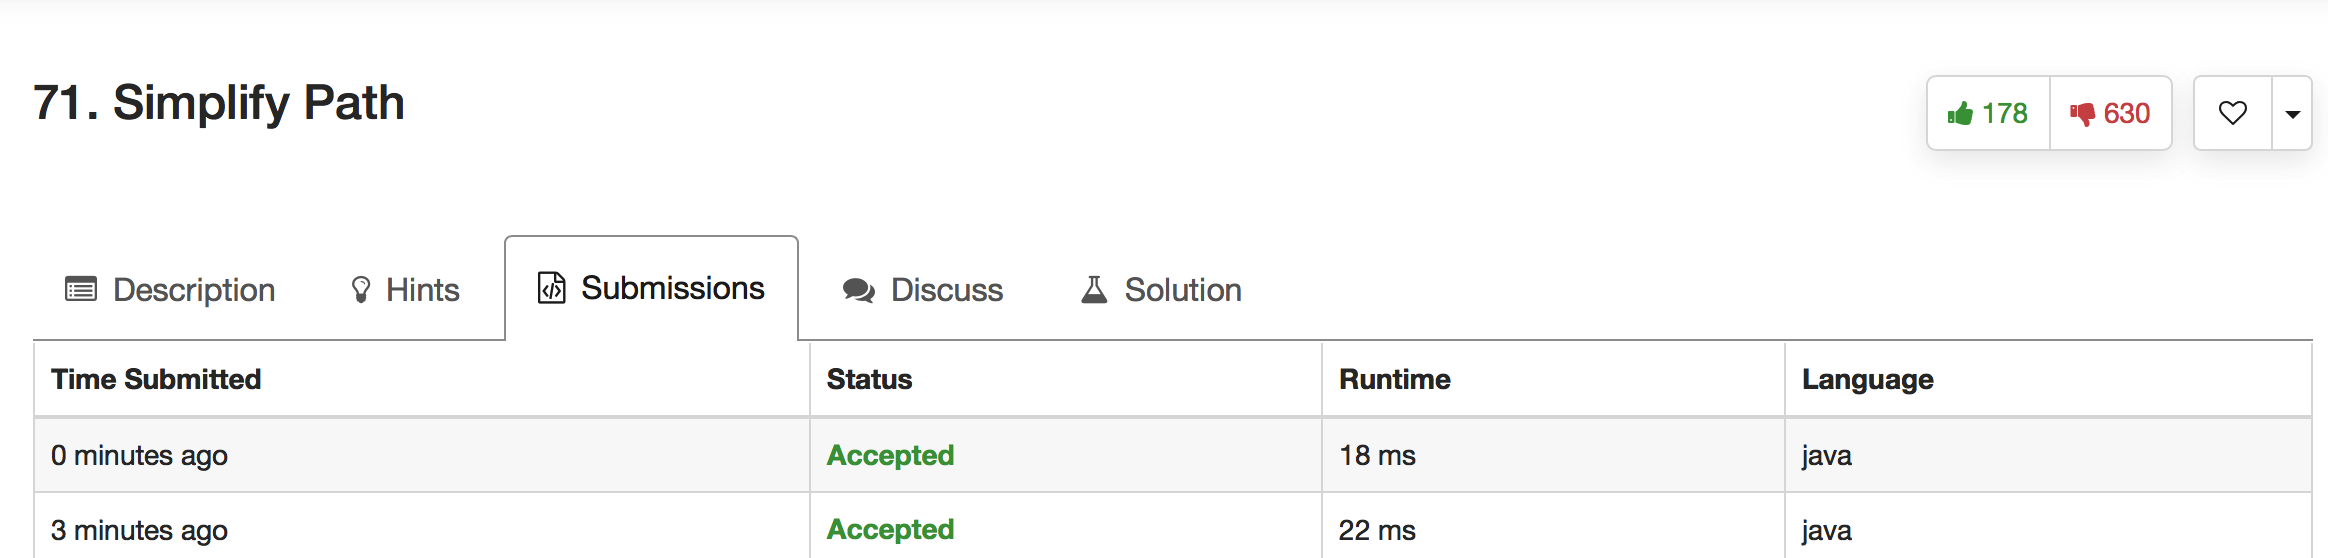 71. Simplify Path
178 630
Description Hints Submissions Discuss Solution
Time Submitted Status Runtime Language
0 minutes ago Accepted 18 ms java
3 minutes ago Accepted 22 ms java